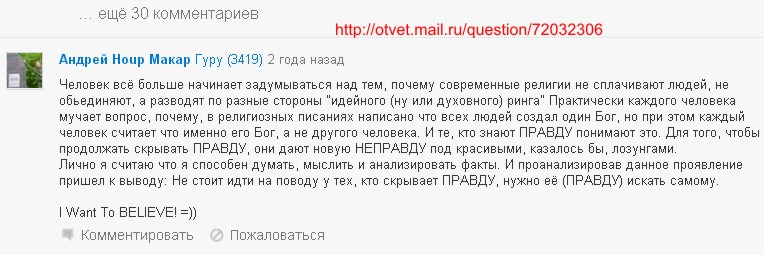 ... ещё 30 комментариев
http://otvet.mail.ru/question/72032306
Андрей Houp Макар Гуру (3419) 2 года назад
Человек всё больше начинает задумываться над тем, почему современные религии не сплачивают людей, не
обьединяют, а разводят по разные стороны "идейного (ну или духовного) ринга" Практически каждого человека
мучает вопрос, почему, в религиозных писаниях написано что всех людей создал один Бог, но при этом каждый
человек считает что именно его Бог, а не другого человека. И те, кто знают ПРАВДУ понимают это. Для того, чтобы
продолжать скрывать ПРАВДУ, они дают новую НЕПРАВДУ под красивыми, казалось бы, лозунгами.
Лично я считаю что я способен думать, мыслить и анализировать факты. И проанализировав данное проявление
пришел к выводу: Не стоит идти на поводу у тех, кто скрывает ПРАВДУ, нужно её (ПРАВДУ) искать самому.
I Want To BELIEVE! =))
Комментировать Пожаловаться